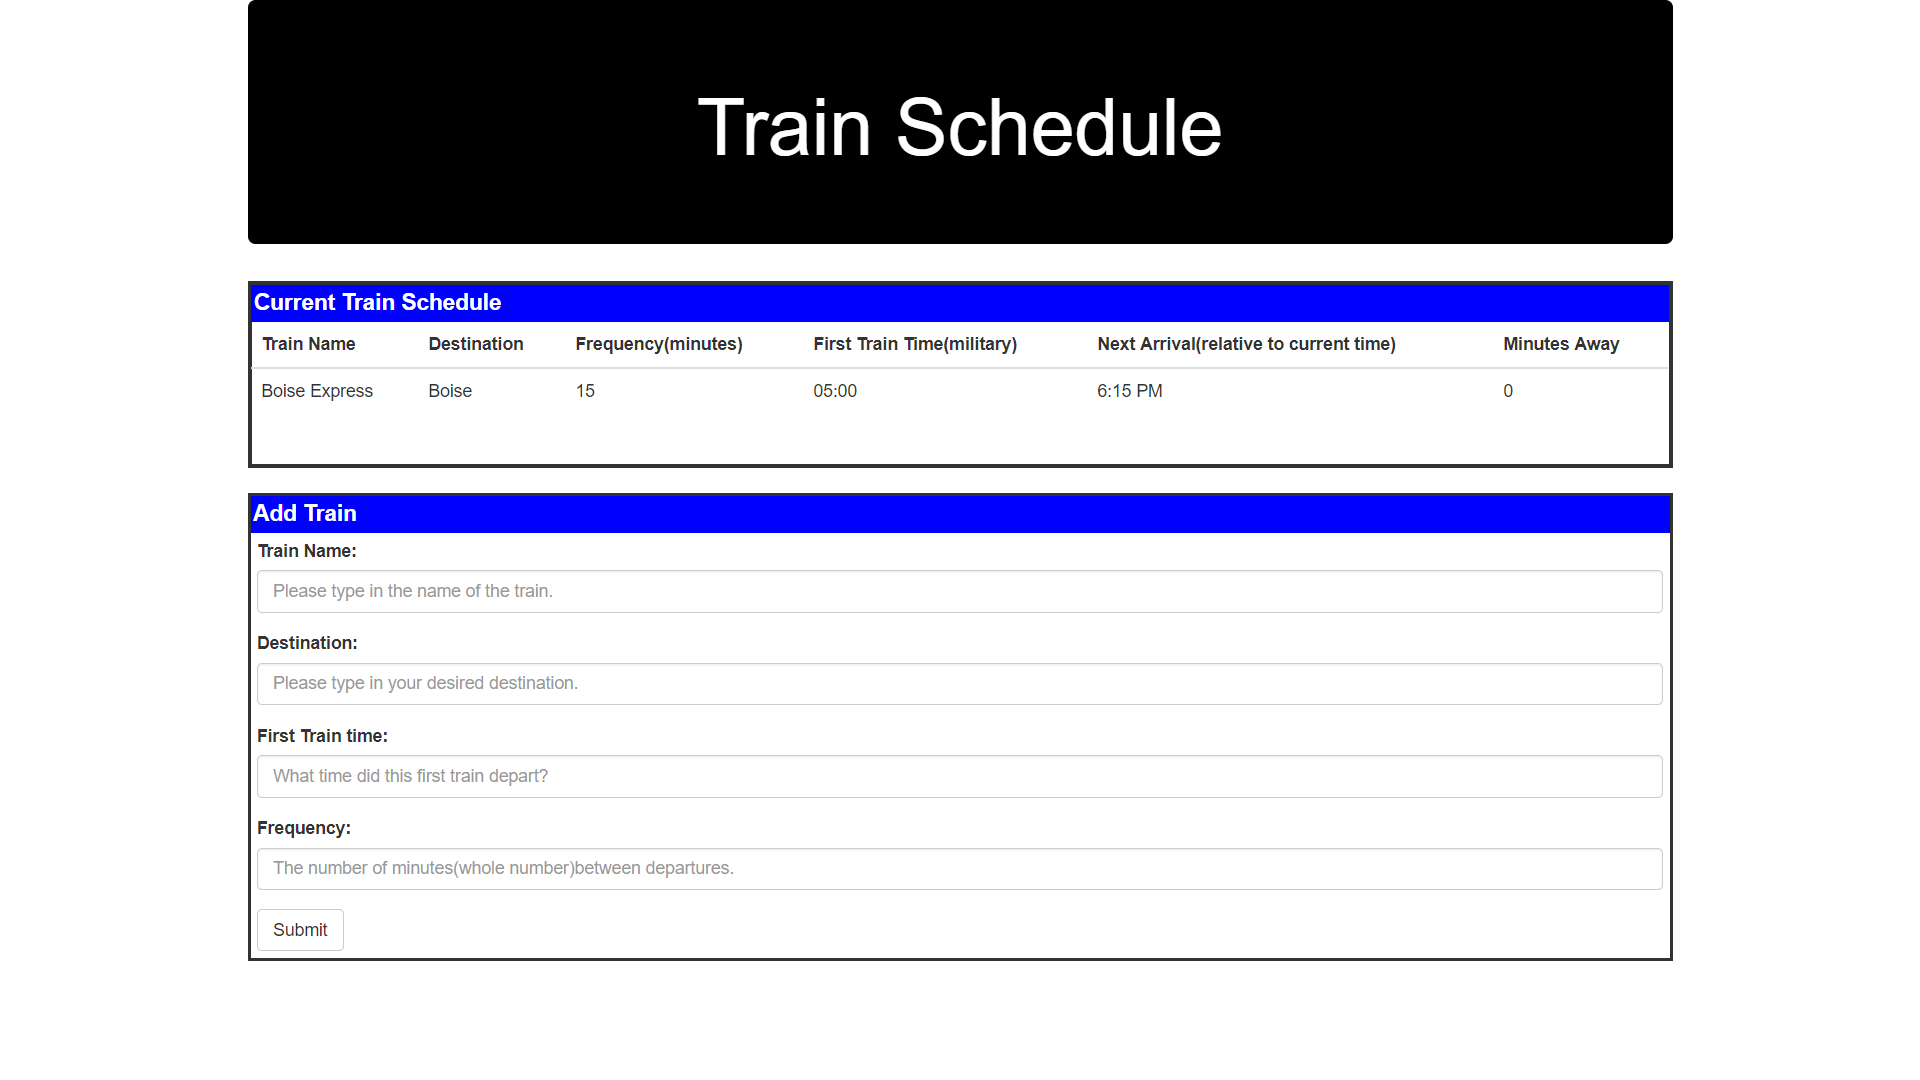 Train Schedule
Current Train Schedule
Train Name Destination Frequency(minutes) First Train Time(military) Next Arrival(relative to current time) Minutes Away
Boise Express Boise 15 05:00 6:15 PM 0
Add Train
Train Name:
Please type in the name of the train.
Destination:
Please type in your desired destination.
First Train time:
What time did this first train depart?
Frequency:
The number of minutes(whole number)between departures.
Submit